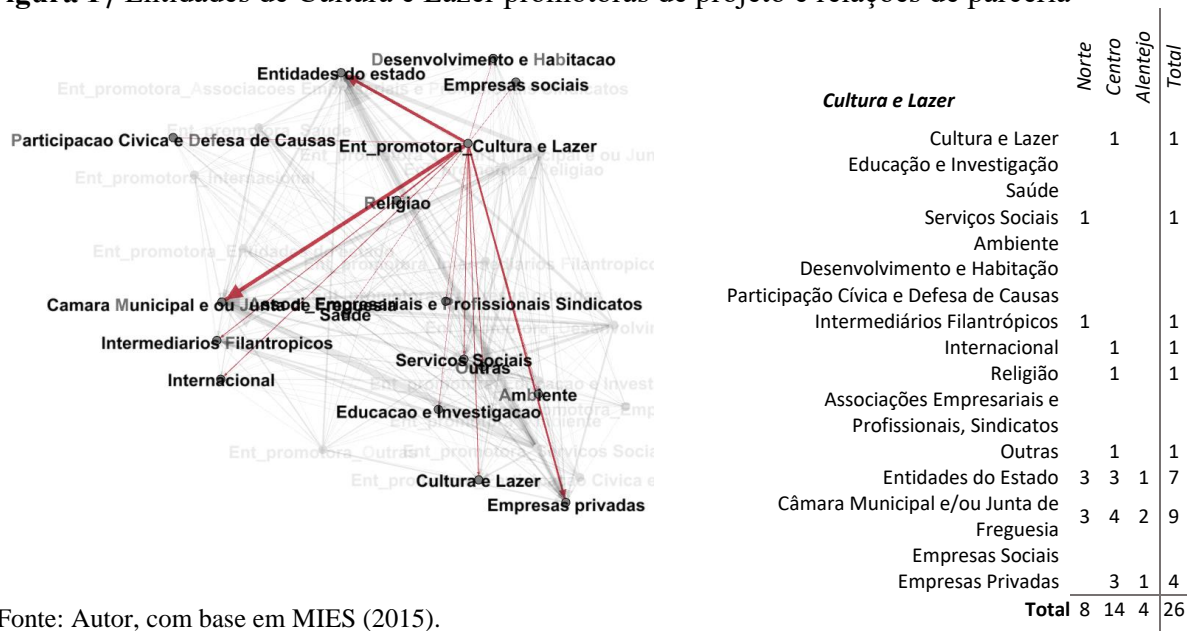 Figura 17 Entidades de Cultura e Lazer promotoras de projeto e relações de parceria
Desenvolvimento e Habitacao
Entidades do estado
Empresas sociais
Participacao Civica e Defesa de Causas
Ent_promotora_Cultura e Lazer
Religiao
Camara Municipal e ou Junta de Freguesia
Associ_Empresariais e Profissionais Sindicatos
Saude
Intermediarios Filantropicos
Servicos Sociais
Outras
Internacional
Ambiente
Educacao e Investigacao
Cultura e Lazer
Empresas privadas
Ent_promotora_Internacional
Ent_promotora_Saude
Ent_promotora_Outras
Cultura e Lazer Norte Centro Alentejo Total
Cultura e Lazer 1 1
Educação e Investigação
Saúde
Serviços Sociais 1 1
Ambiente
Desenvolvimento e Habitação
Participação Cívica e Defesa de Causas
Intermediários Filantrópicos 1 1
Internacional 1 1
Religião 1 1
Associações Empresariais e
Profissionais, Sindicatos
Outras 1 1
Entidades do Estado 3 3 1 7
Câmara Municipal e/ou Junta de
Freguesia 3 4 2 9
Empresas Sociais
Empresas Privadas 3 1 4
Total 8 14 4 26
Fonte: Autor, com base em MIES (2015).